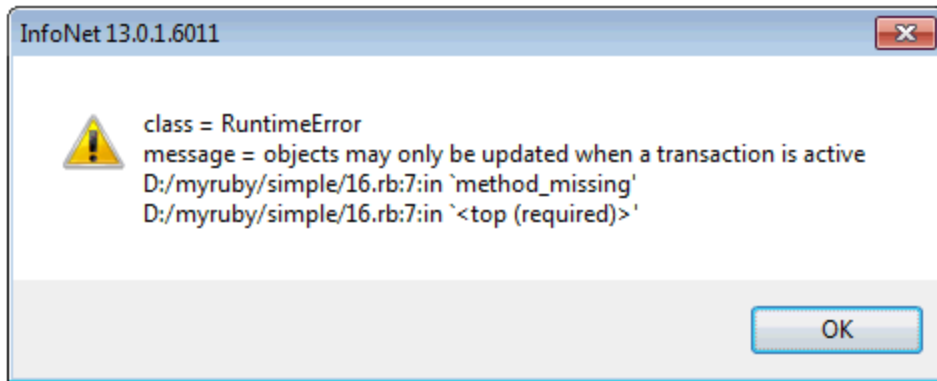 InfoNet 13.0.1.6011
class = RuntimeError
message = objects may only be updated when a transaction is active
D:/myruby/simple/16.rb:7:in `method_missing'
D:/myruby/simple/16.rb:7:in `<top (required)>'
OK